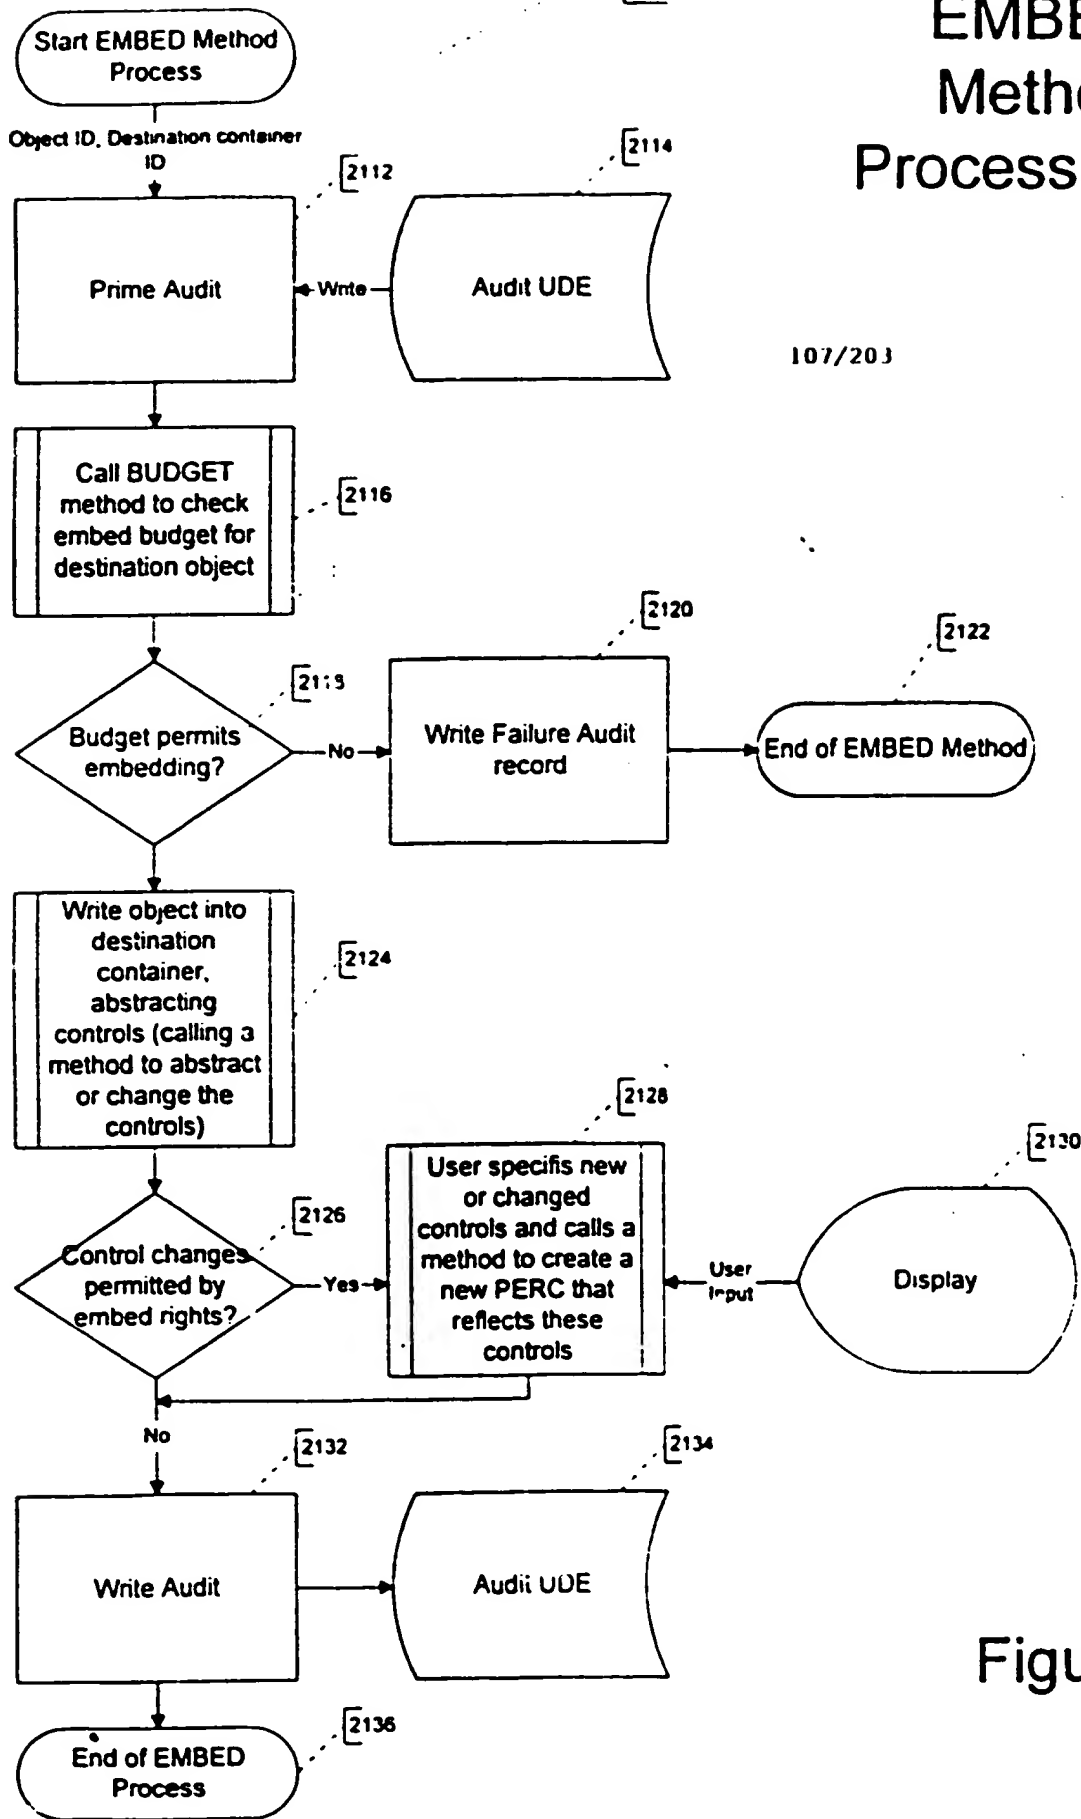 Start EMBED Method
Process
Object ID, Destination container
ID
2112
2114
Prime Audit
Write
Audit UDE
107/203
Call BUDGET
method to check
embed budget for
destination object
2116
2120
2122
Budget permits
embedding?
No
Write Failure Audit
record
End of EMBED Method
Write object into
destination
container,
abstracting
controls (calling a
method to abstract
or change the
controls)
2124
2128
2130
User specifis new
or changed
controls and calls a
method to create a
new PERC that
reflects these
controls
2126
Control changes
permitted by
embed rights?
Yes
User
Input
Display
No
2132
2134
Write Audit
Audit UDE
2136
End of EMBED
Process
EMBE
Metho
Process
Figu